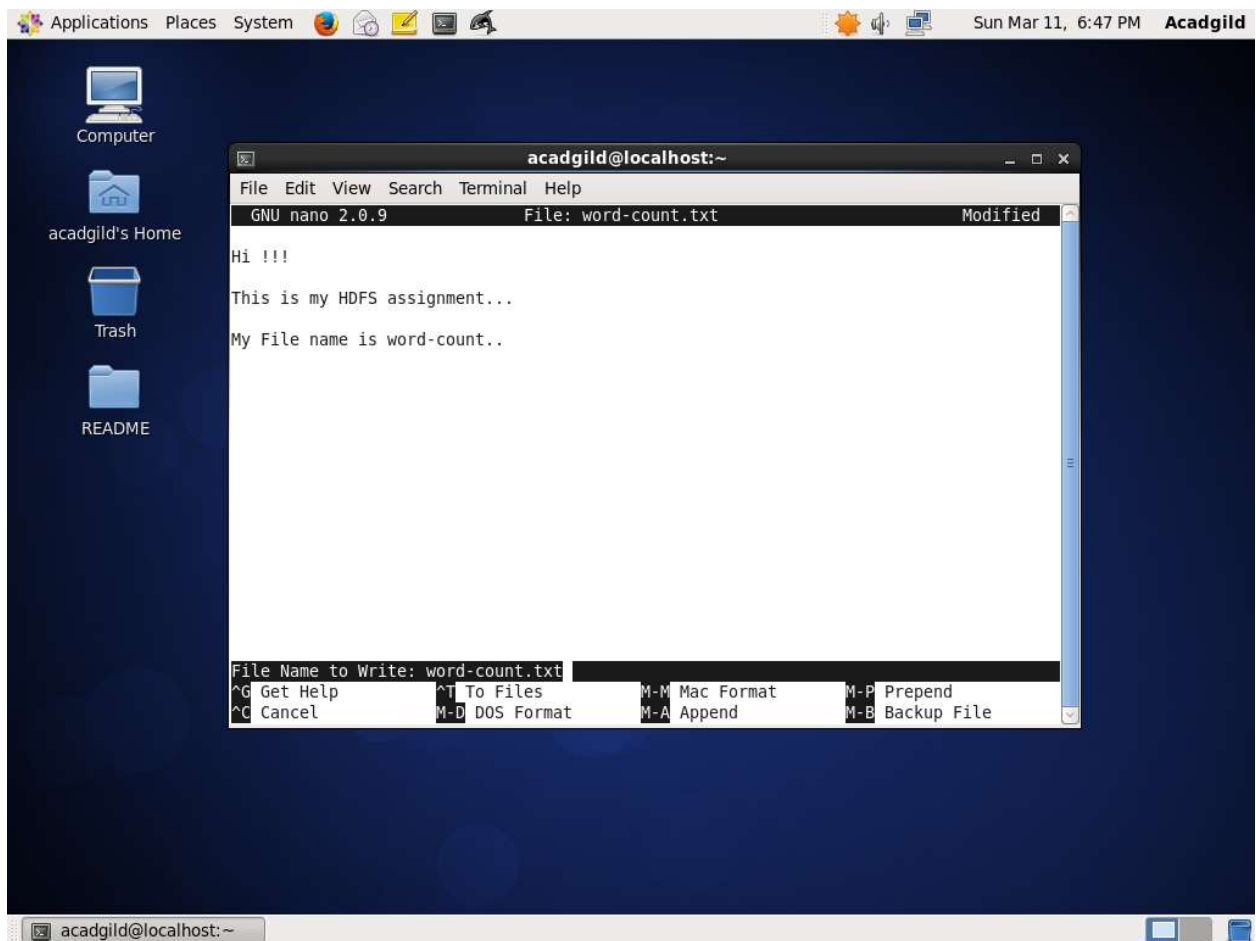 Applications Places System Sun Mar 11, 6:47 PM Acadgild
Computer
acadgild's Home
Trash
README
acadgild@localhost:~
File Edit View Search Terminal Help
GNU nano 2.0.9 File: word-count.txt Modified
Hi !!!
This is my HDFS assignment...
My File name is word-count..
File Name to Write: word-count.txt
^G Get Help ^T To Files M-M Mac Format M-P Prepend
^C Cancel M-D DOS Format M-A Append M-B Backup File
acadgild@localhost:~